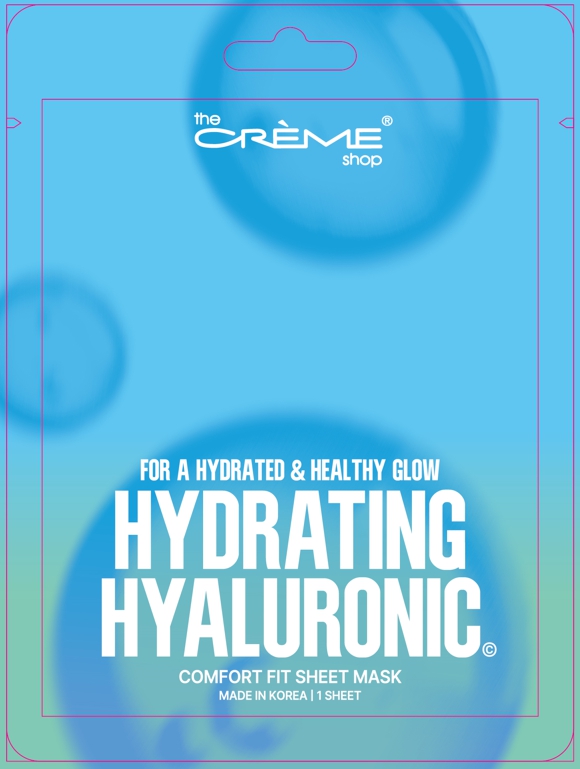 the
CRÈME®
shop
FOR A HYDRATED & HEALTHY GLOW
HYDRATING
HYALURONIC©
COMFORT FIT SHEET MASK
MADE IN KOREA | 1 SHEET